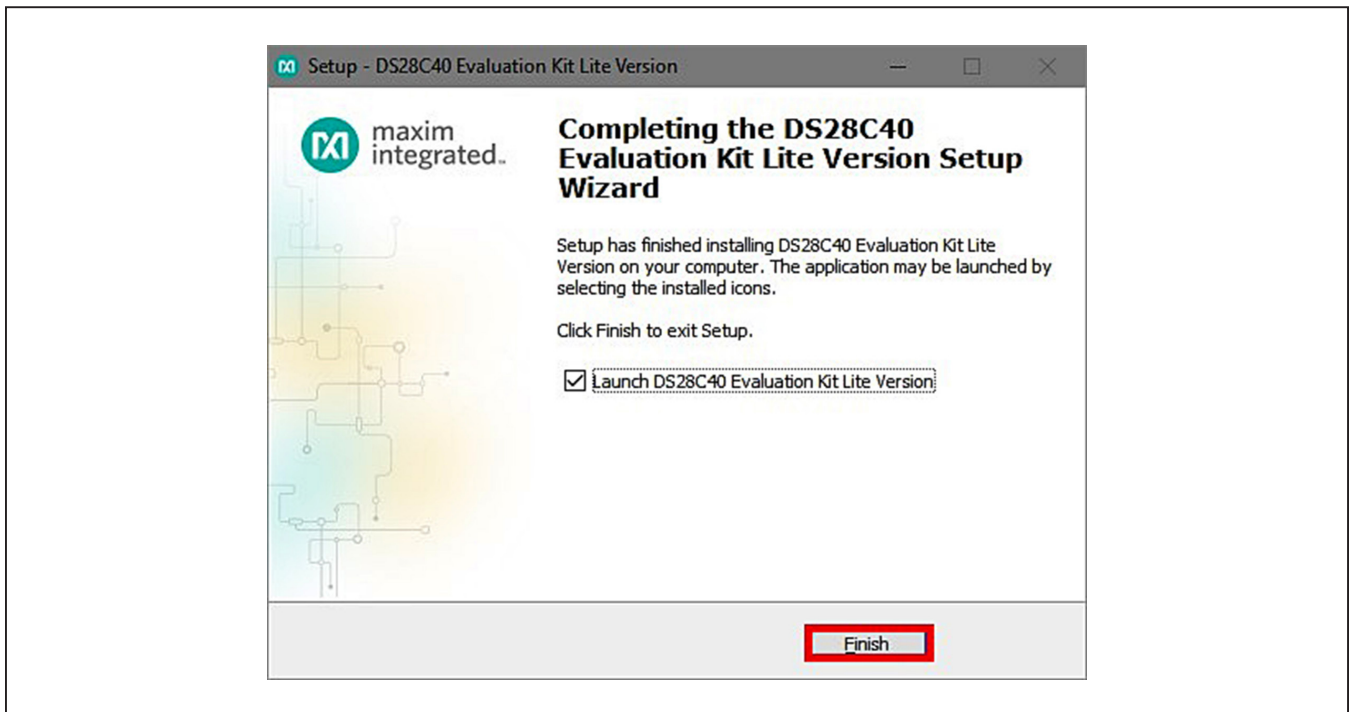 Setup - DS28C40 Evaluation Kit Lite Version
maxim
integrated™
Completing the DS28C40
Evaluation Kit Lite Version Setup
Wizard
Setup has finished installing DS28C40 Evaluation Kit Lite
Version on your computer. The application may be launched by
selecting the installed icons.
Click Finish to exit Setup.
Launch DS28C40 Evaluation Kit Lite Version
Finish